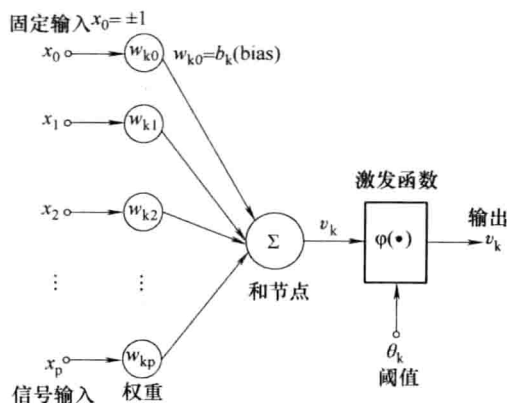 固定输入x₀=±1
x₀ w_k0 w_k0=b_k(bias)
x₁ w_k1
x₂ w_k2
激发函数
输出
Σ v_k φ(•) v_k
和节点
⋮ ⋮
x_p w_kp
θ_k
阈值
信号输入 权重